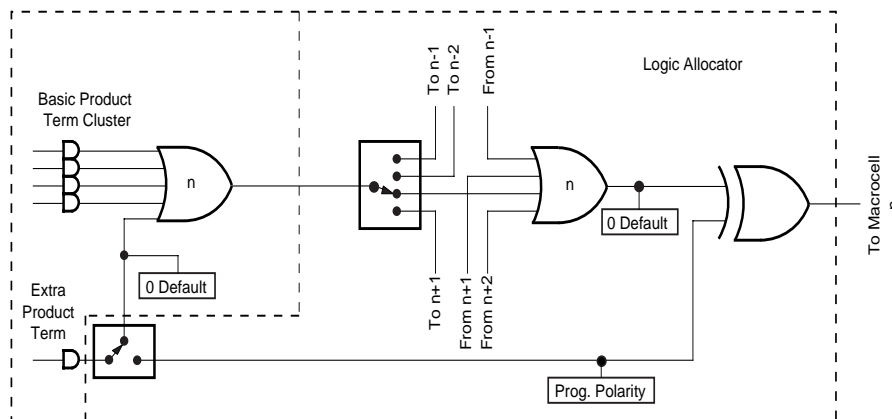 To n-1
To n-2
From n-1
Logic Allocator
Basic Product
Term Cluster
n
n
0 Default
To Macrocell
n
0 Default
Extra
Product
Term
To n+1
From n+1
From n+2
Prog. Polarity